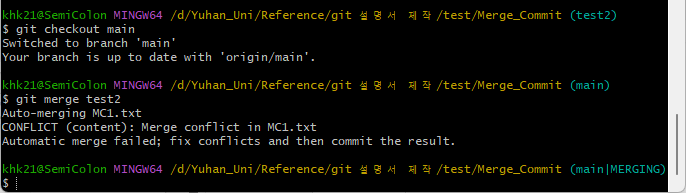 khk21@SemiColon MINGW64 /d/Yuhan_Uni/Reference/git 설명서 제작/test/Merge_Commit (test2)
$ git checkout main
Switched to branch 'main'
Your branch is up to date with 'origin/main'.
khk21@SemiColon MINGW64 /d/Yuhan_Uni/Reference/git 설명서 제작/test/Merge_Commit (main)
$ git merge test2
Auto-merging MC1.txt
CONFLICT (content): Merge conflict in MC1.txt
Automatic merge failed; fix conflicts and then commit the result.
khk21@SemiColon MINGW64 /d/Yuhan_Uni/Reference/git 설명서 제작/test/Merge_Commit (main|MERGING)
$